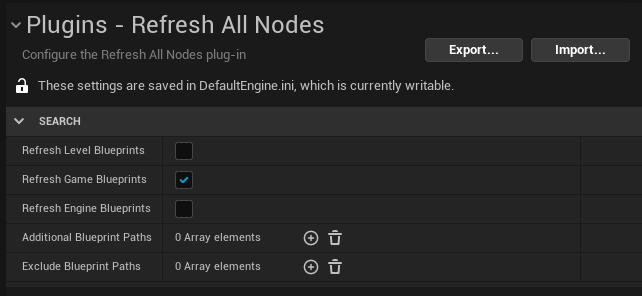 Plugins - Refresh All Nodes
Configure the Refresh All Nodes plug-in
Export...
Import...
These settings are saved in DefaultEngine.ini, which is currently writable.
SEARCH
Refresh Level Blueprints
Refresh Game Blueprints
Refresh Engine Blueprints
Additional Blueprint Paths 0 Array elements
Exclude Blueprint Paths 0 Array elements